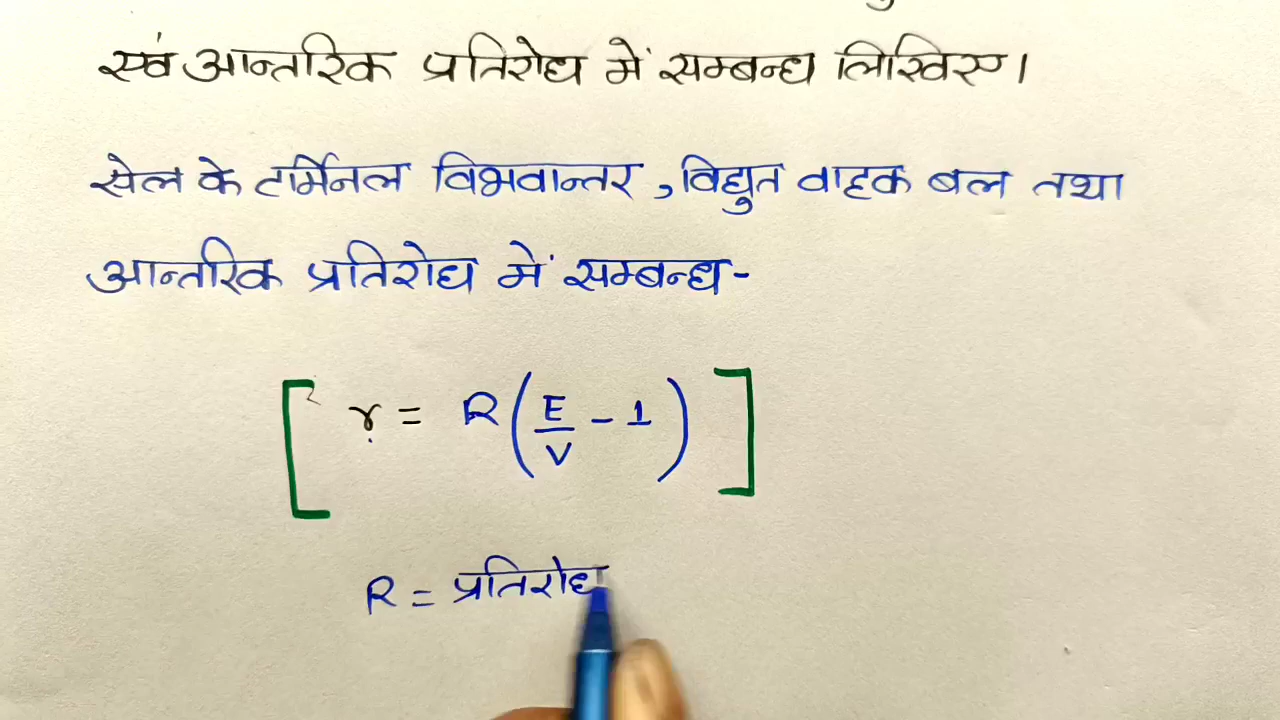 एवं आन्तरिक प्रतिरोध में सम्बन्ध लिखिए।
सेल के टर्मिनल विभवान्तर, विद्युत वाहक बल तथा
आन्तरिक प्रतिरोध में सम्बन्ध-
[ r = R(E/V - 1) ]
R = प्रतिरोध